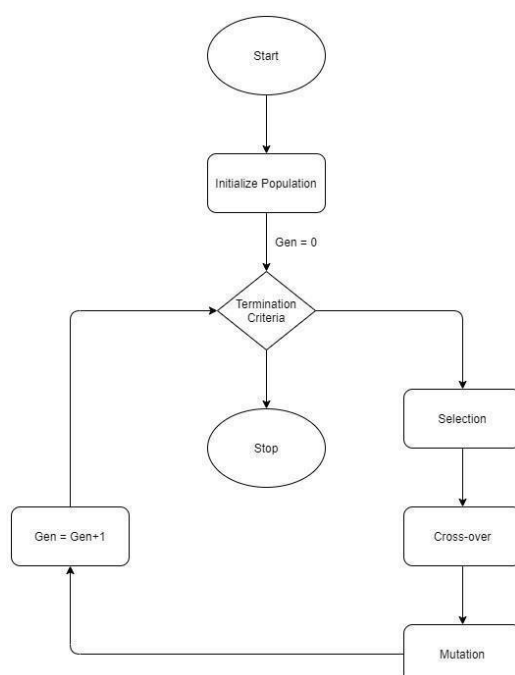 Start
Initialize Population
Gen = 0
Termination
Criteria
Selection
Stop
Cross-over
Gen = Gen+1
Mutation